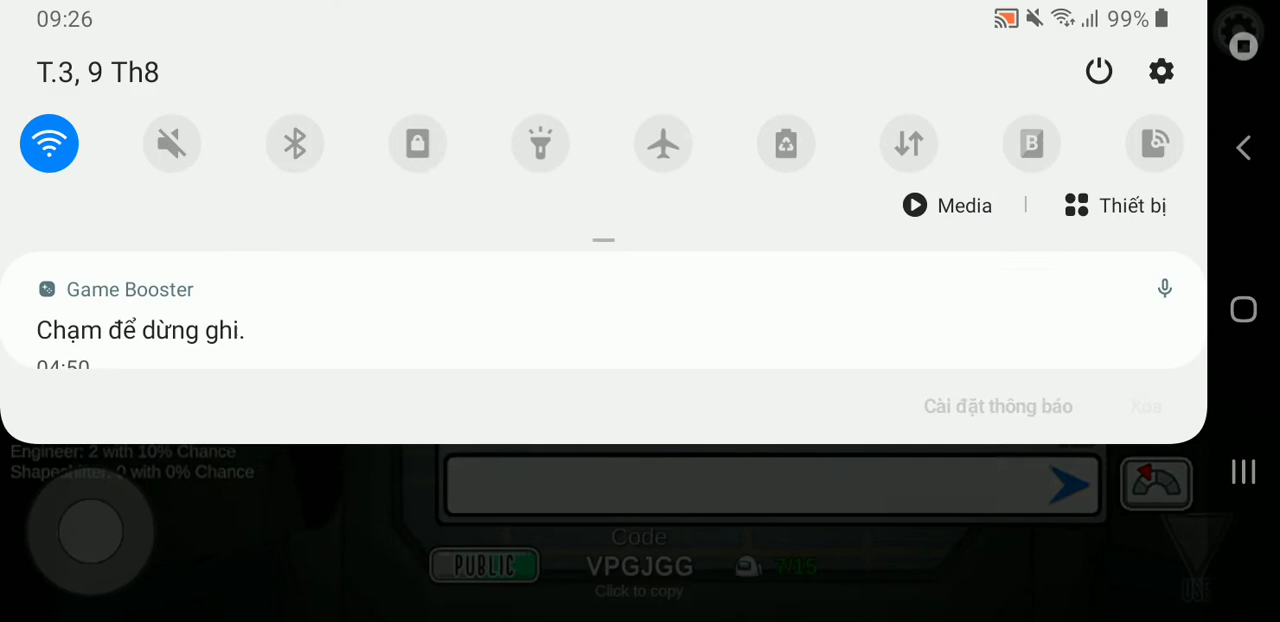 09:26
99%
T.3, 9 Th8
B
Media | Thiết bị
Game Booster
Chạm để dừng ghi.
04:50
Cài đặt thông báo
Xóa
Engineer: 2 with 10% Chance
Shapeshifter: 0 with 0% Chance
Code
PUBLIC
VPGJGG
7/15
Click to copy
USE